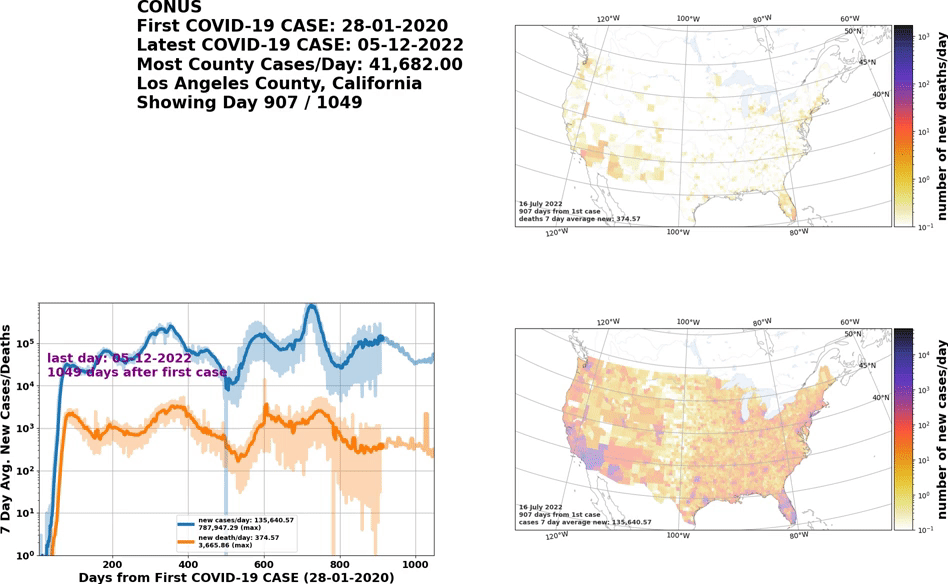 CONUS
First COVID-19 CASE: 28-01-2020
Latest COVID-19 CASE: 05-12-2022
Most County Cases/Day: 41,682.00
Los Angeles County, California
Showing Day 907 / 1049
120°W 100°W 80°W 60°W
50°N
45°N
40°N
16 July 2022
907 days from 1st case
deaths 7 day average new: 374.57
120°W 100°W 80°W
10³
10²
10¹
10⁰
10⁻¹
number of new deaths/day
7 Day Avg. New Cases/Deaths
10⁵
10⁴
10³
10²
10¹
10⁰
last day: 05-12-2022
1049 days after first case
new cases/day: 135,640.57
787,947.29 (max)
new death/day: 374.57
3,665.86 (max)
200 400 600 800 1000
Days from First COVID-19 CASE (28-01-2020)
120°W 100°W 80°W 60°W
50°N
45°N
40°N
16 July 2022
907 days from 1st case
cases 7 day average new: 135,640.57
120°W 100°W 80°W
10⁴
10³
10²
10¹
10⁰
10⁻¹
number of new cases/day